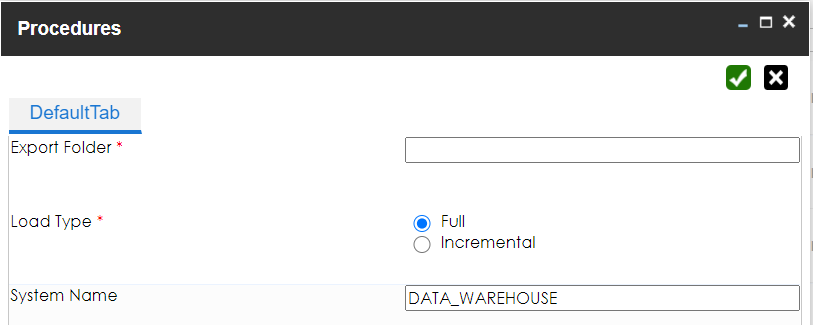 Procedures
DefaultTab
Export Folder *
Load Type *
Full
Incremental
System Name
DATA_WAREHOUSE